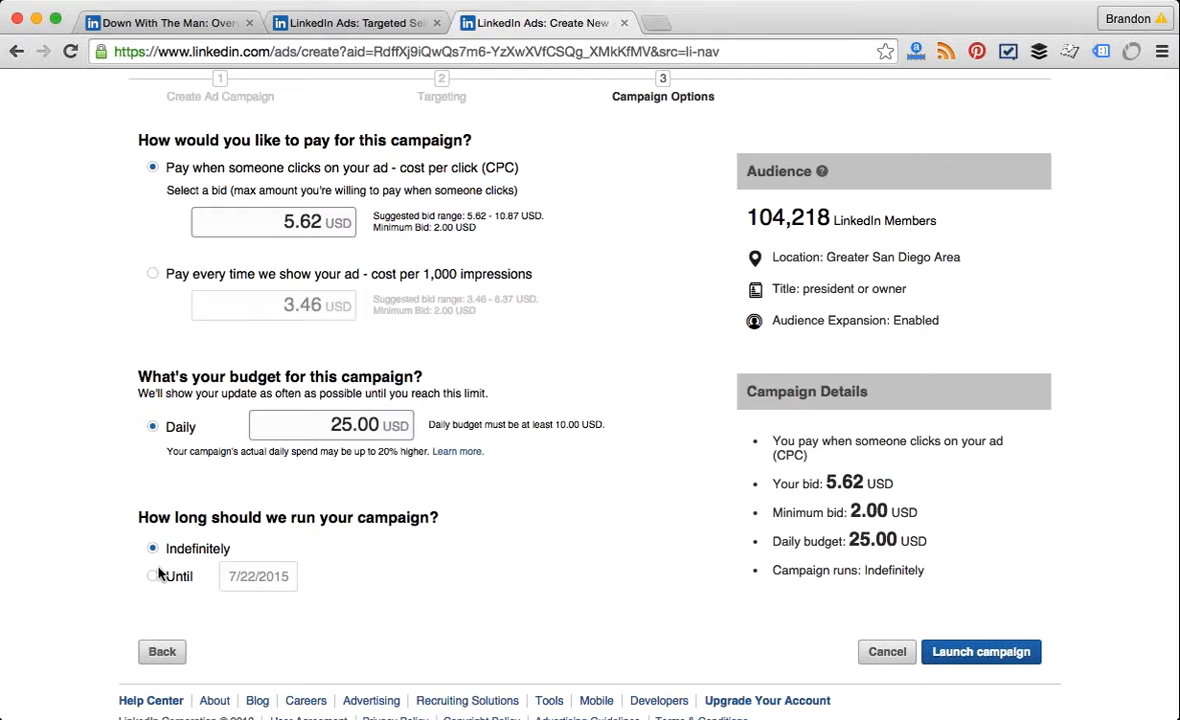 Down With The Man: Over
LinkedIn Ads: Targeted Sel
LinkedIn Ads: Create New
Brandon
https://www.linkedin.com/ads/create?aid=RdffXj9iQwQs7m6-YzXwXVfCSQg_XMkKfMV&src=li-nav
1 2 3
Create Ad Campaign Targeting Campaign Options
How would you like to pay for this campaign?
Pay when someone clicks on your ad - cost per click (CPC)
Select a bid (max amount you're willing to pay when someone clicks)
5.62 USD
Suggested bid range: 5.62 - 10.87 USD.
Minimum Bid: 2.00 USD
Pay every time we show your ad - cost per 1,000 impressions
3.46 USD
Suggested bid range: 3.46 - 6.37 USD.
Minimum Bid: 2.00 USD
What's your budget for this campaign?
We'll show your update as often as possible until you reach this limit.
Daily 25.00 USD Daily budget must be at least 10.00 USD.
Your campaign's actual daily spend may be up to 20% higher. Learn more.
How long should we run your campaign?
Indefinitely
Until 7/22/2015
Audience
104,218 LinkedIn Members
Location: Greater San Diego Area
Title: president or owner
Audience Expansion: Enabled
Campaign Details
• You pay when someone clicks on your ad
(CPC)
• Your bid: 5.62 USD
• Minimum bid: 2.00 USD
• Daily budget: 25.00 USD
• Campaign runs: Indefinitely
Back Cancel Launch campaign
Help Center About Blog Careers Advertising Recruiting Solutions Tools Mobile Developers Upgrade Your Account
User Agreement Privacy Policy Copyright Policy Advertising Guidelines Terms & Conditions